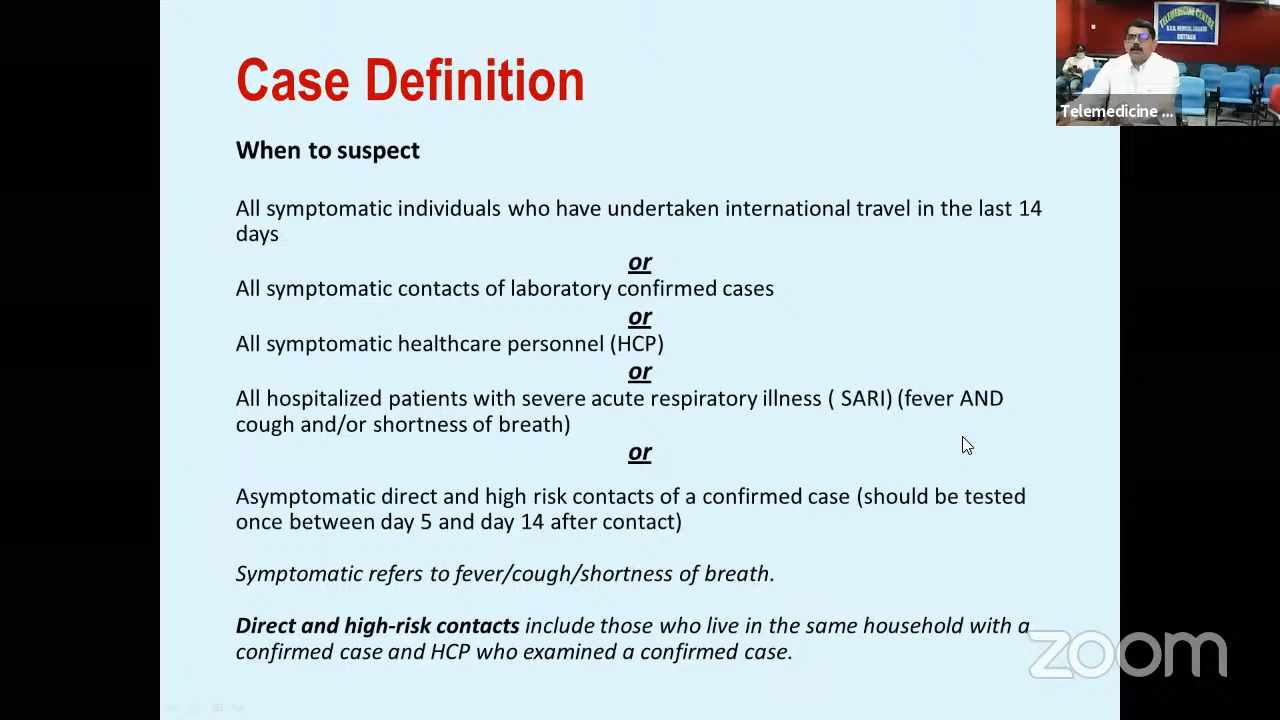 Case Definition
When to suspect
All symptomatic individuals who have undertaken international travel in the last 14
days
or
All symptomatic contacts of laboratory confirmed cases
or
All symptomatic healthcare personnel (HCP)
or
All hospitalized patients with severe acute respiratory illness ( SARI) (fever AND
cough and/or shortness of breath)
or
Asymptomatic direct and high risk contacts of a confirmed case (should be tested
once between day 5 and day 14 after contact)
Symptomatic refers to fever/cough/shortness of breath.
Direct and high-risk contacts include those who live in the same household with a
confirmed case and HCP who examined a confirmed case.
TELEMEDICINE CENTRE
S.C.B. MEDICAL COLLEGE
CUTTACK
Telemedicine ...
zoom